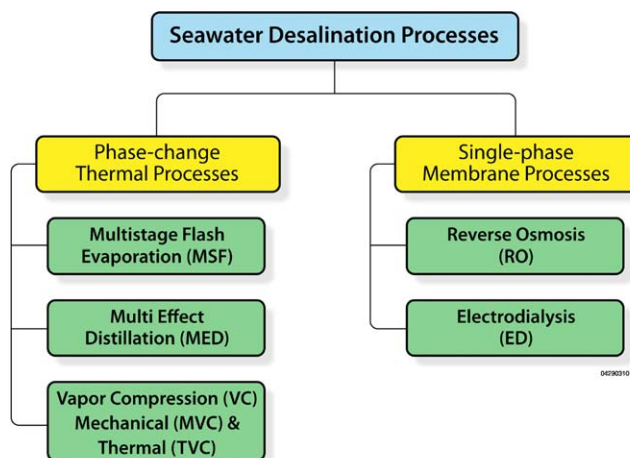 Seawater Desalination Processes
Phase-change
Thermal Processes
Multistage Flash
Evaporation (MSF)
Multi Effect
Distillation (MED)
Vapor Compression (VC)
Mechanical (MVC) &
Thermal (TVC)
Single-phase
Membrane Processes
Reverse Osmosis
(RO)
Electrodialysis
(ED)
04290310